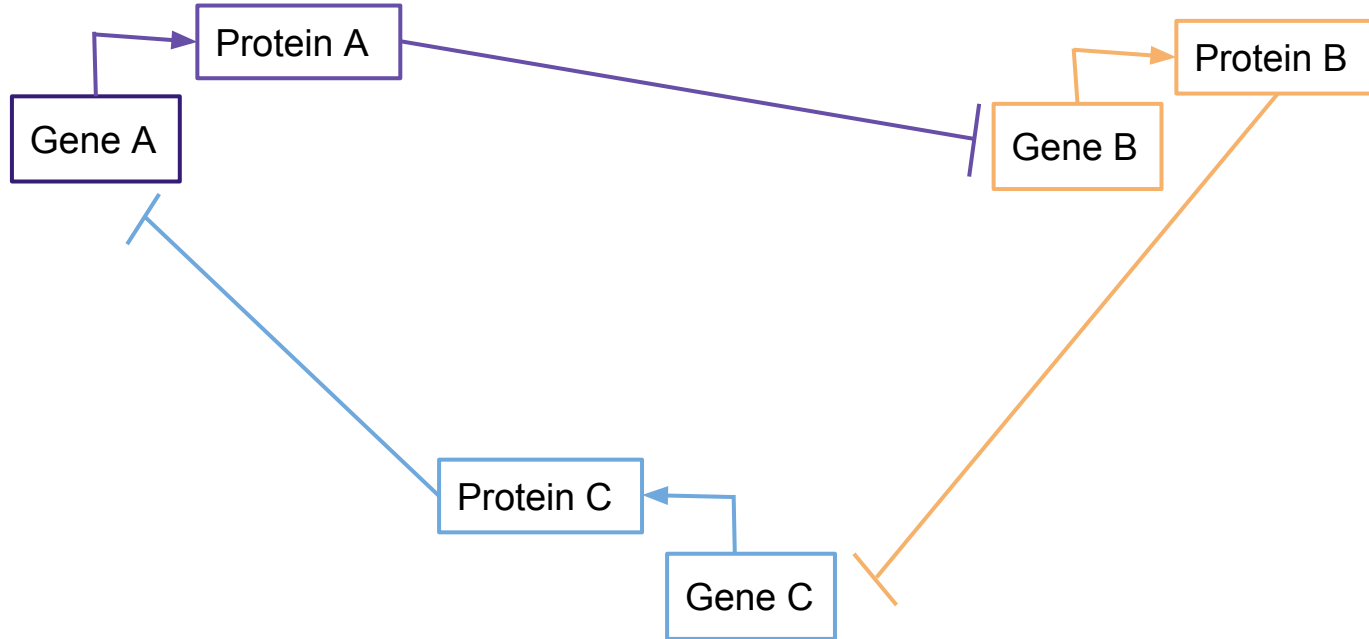 Protein A
Protein B
Gene A
Gene B
Protein C
Gene C